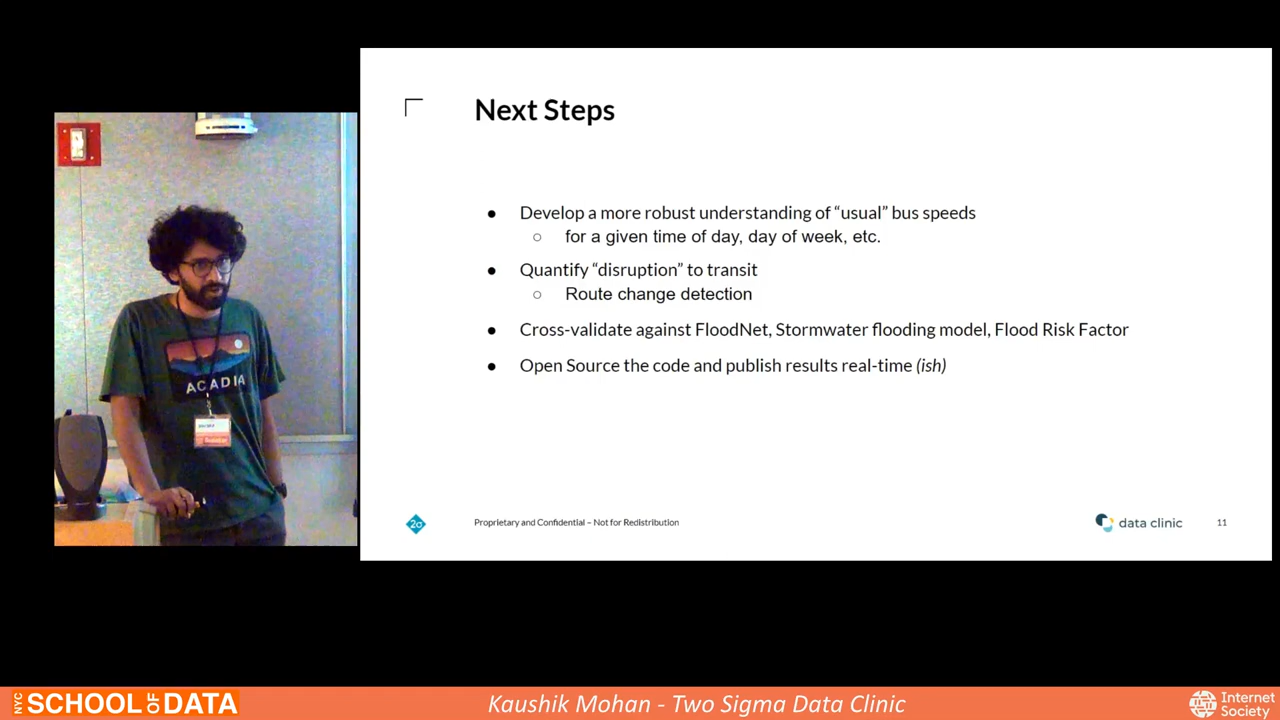 Next Steps
● Develop a more robust understanding of “usual” bus speeds
○ for a given time of day, day of week, etc.
● Quantify “disruption” to transit
○ Route change detection
● Cross-validate against FloodNet, Stormwater flooding model, Flood Risk Factor
● Open Source the code and publish results real-time (ish)
ACADIA
2σ
Proprietary and Confidential – Not for Redistribution
data clinic
11
NYC SCHOOL OF DATA
Kaushik Mohan - Two Sigma Data Clinic
Internet
Society